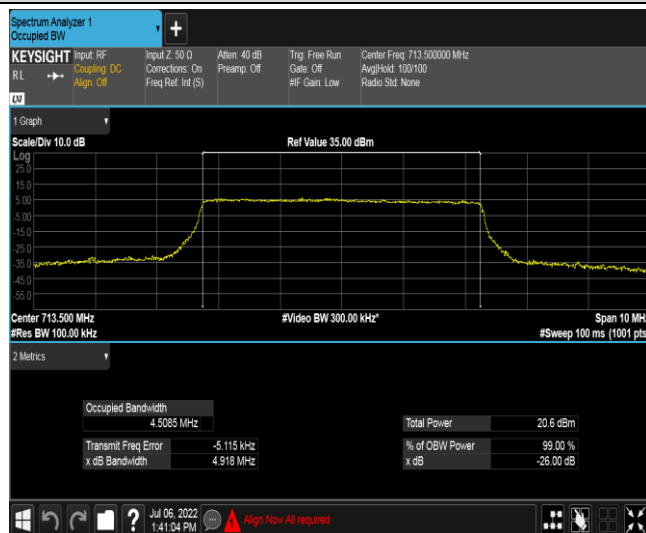 Spectrum Analyzer 1
Occupied BW
+
KEYSIGHT Input: RF Input Z: 50 Ω Atten: 40 dB Trig: Free Run Center Freq: 713.500000 MHz
RL Coupling: DC Corrections: On Preamp: Off Gate: Off Avg|Hold: 100/100
Align: Off Freq Ref: Int (S) #IF Gain: Low Radio Std: None
LXI
1 Graph
Scale/Div 10.0 dB Ref Value 35.00 dBm
Log
25.0
15.0
5.00
-5.00
-15.0
-25.0
-35.0
-45.0
-55.0
Center 713.500 MHz #Video BW 300.00 kHz* Span 10 MHz
#Res BW 100.00 kHz #Sweep 100 ms (1001 pts
2 Metrics
Occupied Bandwidth
4.5085 MHz Total Power 20.6 dBm
Transmit Freq Error -5.115 kHz % of OBW Power 99.00 %
x dB Bandwidth 4.918 MHz x dB -26.00 dB
? Jul 06, 2022
1:41:04 PM 1 Align Now All required